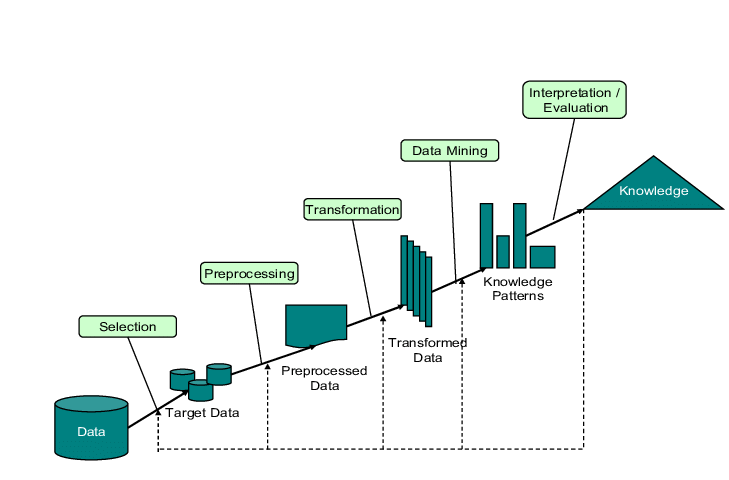 Interpretation /
Evaluation
Data Mining
Knowledge
Transformation
Preprocessing
Knowledge
Patterns
Selection
Transformed
Data
Preprocessed
Data
Target Data
Data